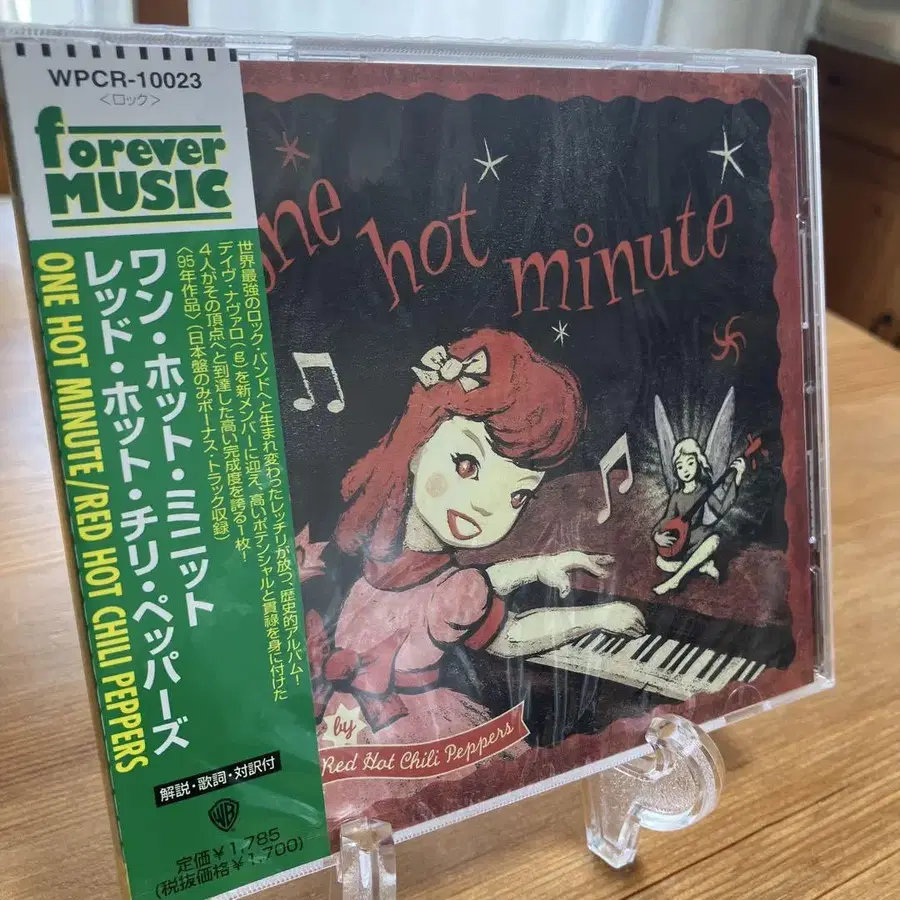 WPCR-10023
〈ロック〉
forever
MUSIC
世界最強のロック・バンドへと生まれ変わったレッチリが放つ、歴史的アルバム!
デイヴ・ナヴァロ(g)を新メンバーに迎え、高いポテンシャルと貫禄を身に付けた
4人がその頂点へと到達した高い完成度を誇る1枚!
〈95年作品〉(日本盤のみボーナス・トラック収録)
ワン・ホット・ミニット
レッド・ホット・チリ・ペッパーズ
ONE HOT MINUTE/RED HOT CHILI PEPPERS
解説・歌詞・対訳付
WB
定価¥1,785
(税抜価格¥1,700)
one hot minute
by
Red Hot Chili Peppers